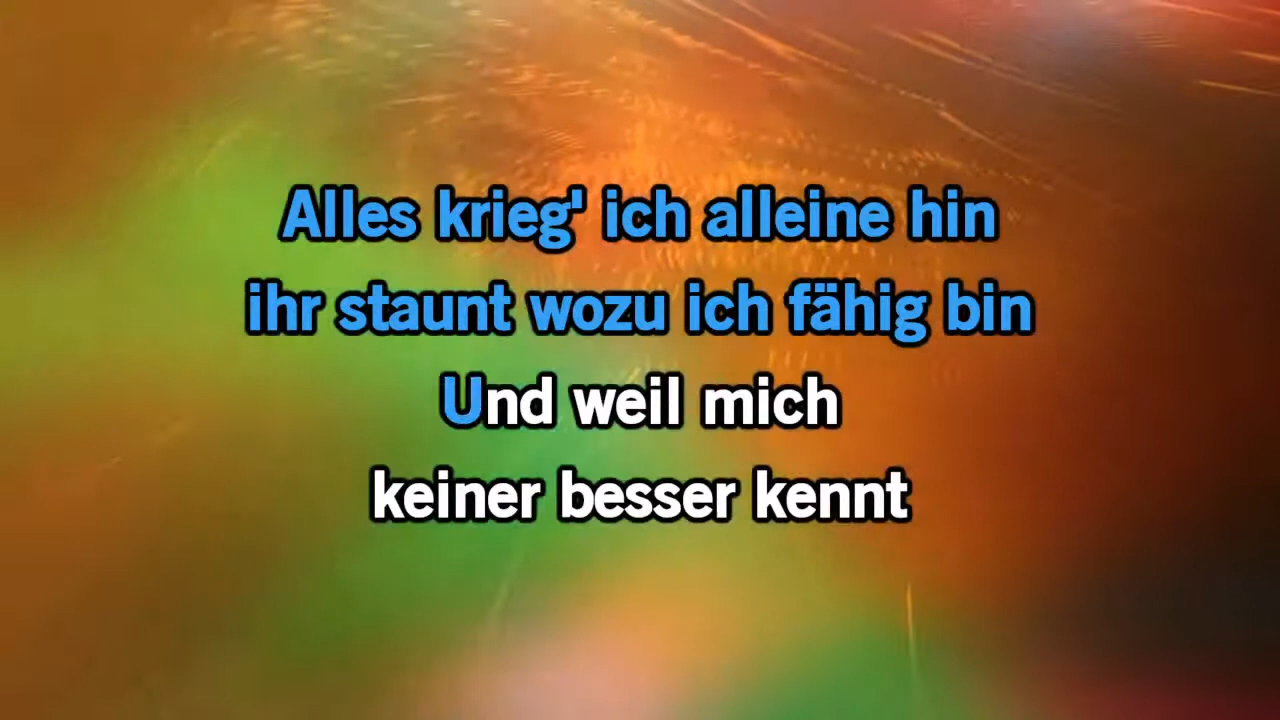 Alles krieg' ich alleine hin
ihr staunt wozu ich fähig bin
Und weil mich
keiner besser kennt